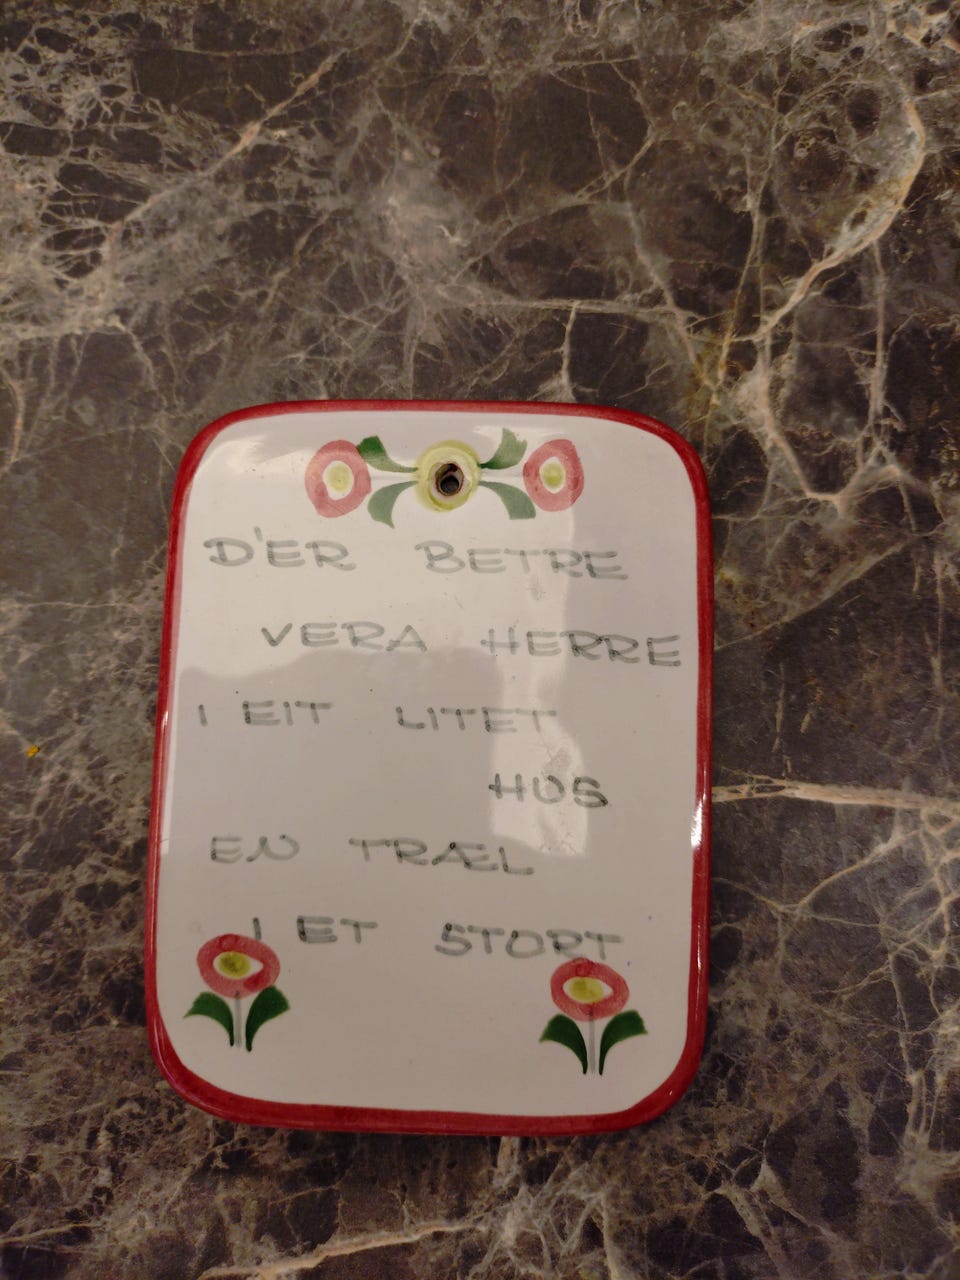 D'ER BETRE
VERA HERRE
I EIT LITET
HUS
EN TRÆL
I ET STORT